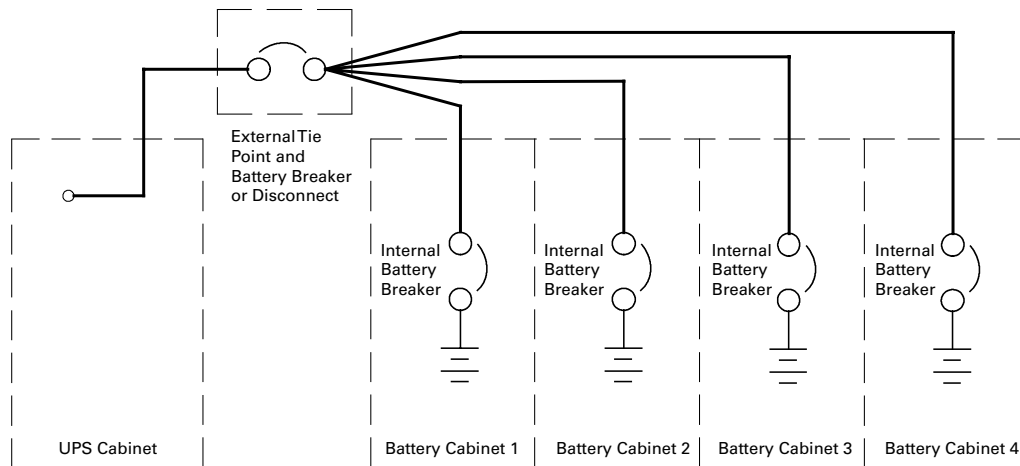 External Tie
Point and
Battery Breaker
or Disconnect
Internal
Battery
Breaker
Internal
Battery
Breaker
Internal
Battery
Breaker
Internal
Battery
Breaker
UPS Cabinet
Battery Cabinet 1
Battery Cabinet 2
Battery Cabinet 3
Battery Cabinet 4